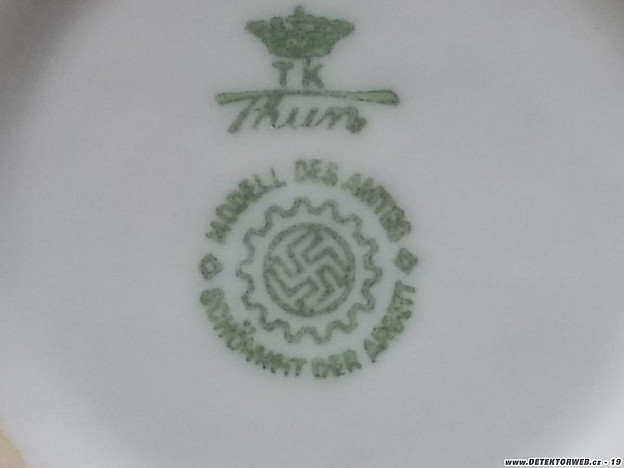 TK
Thun
MODELL DES AMTES
SCHÖNHEIT DER ARBEIT
www.DETEKTORWEB.cz - 19